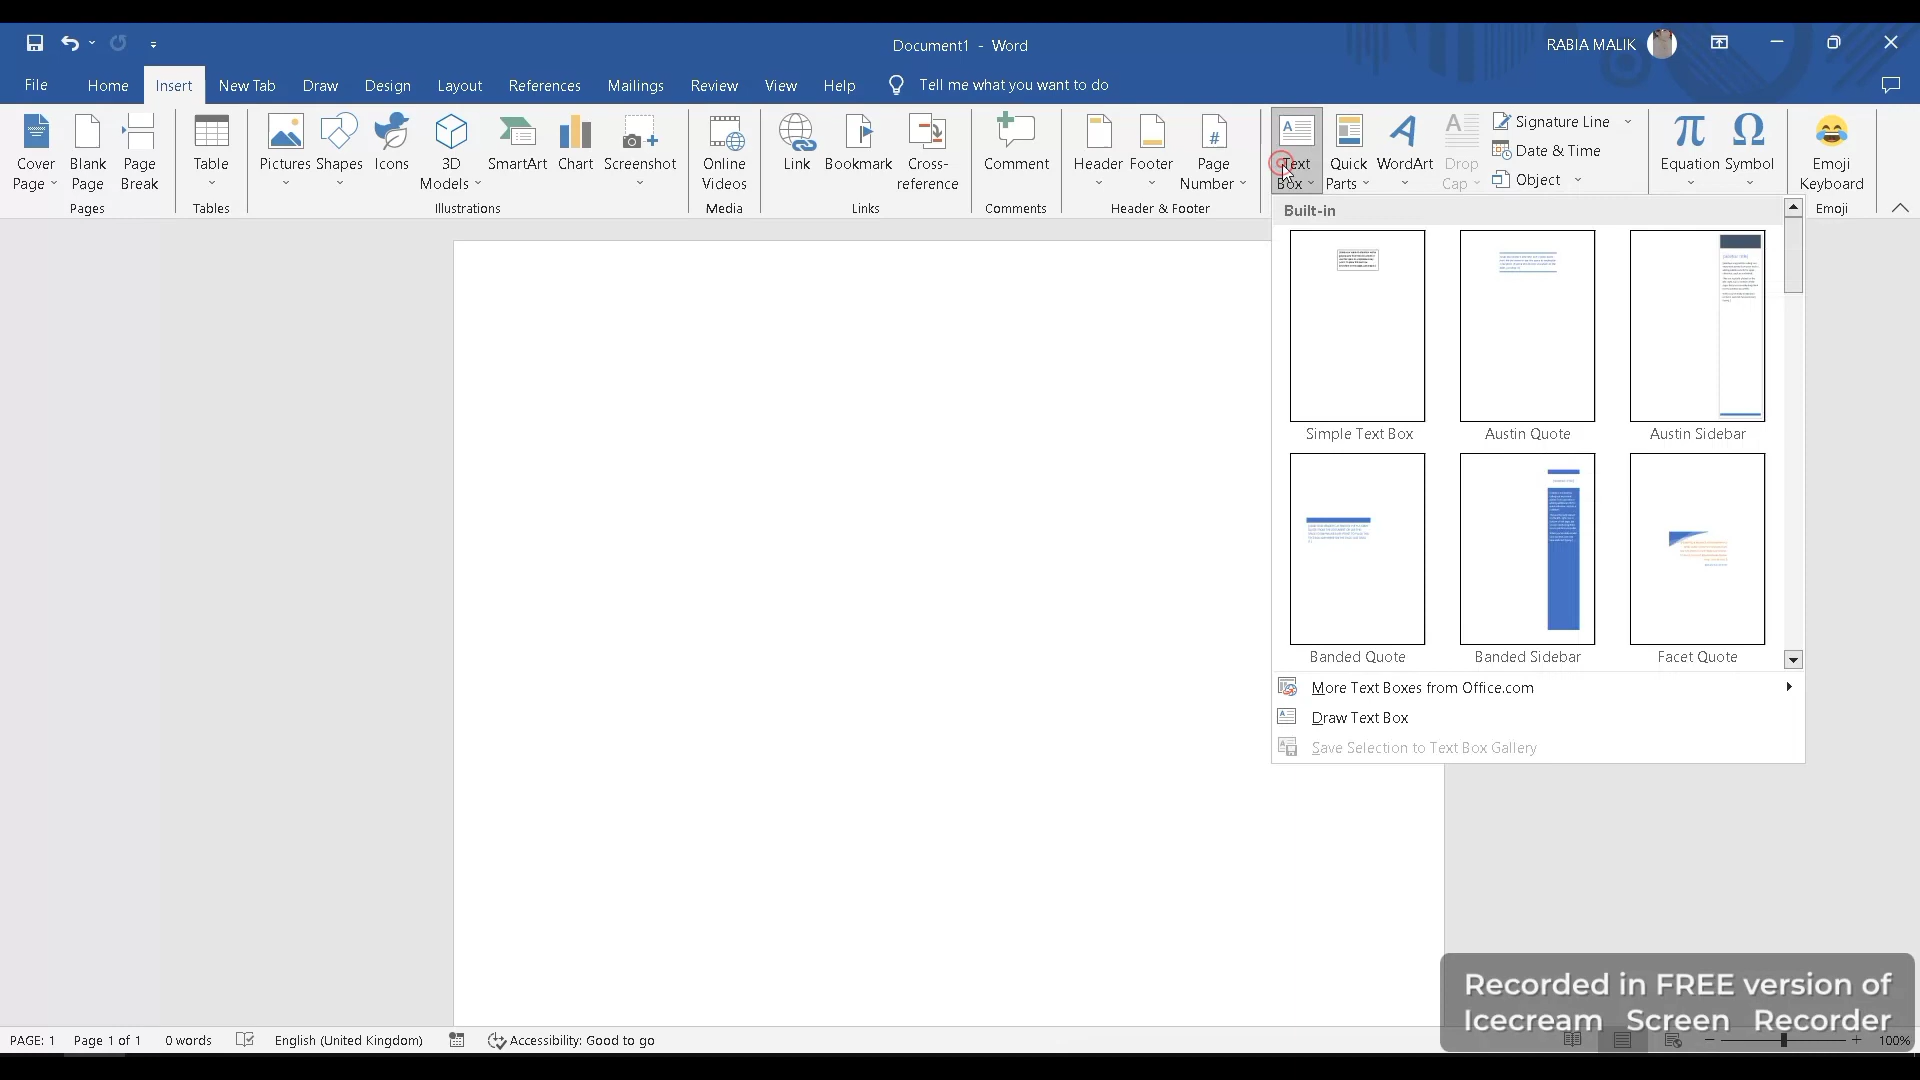 Document1 - Word
RABIA MALIK
File
Home
Insert
New Tab
Draw
Design
Layout
References
Mailings
Review
View
Help
Tell me what you want to do
Cover Page
Blank Page
Page Break
Pages
Table
Tables
Pictures
Shapes
Icons
3D Models
SmartArt
Chart
Screenshot
Illustrations
Online Videos
Media
Link
Bookmark
Cross-reference
Links
Comment
Comments
Header
Footer
Page Number
Header & Footer
Text Box
Quick Parts
WordArt
Drop Cap
Signature Line
Date & Time
Object
Equation
Symbol
Emoji Keyboard
Emoji
Built-in
Simple Text Box
Austin Quote
Austin Sidebar
Banded Quote
Banded Sidebar
Facet Quote
More Text Boxes from Office.com
Draw Text Box
Save Selection to Text Box Gallery
Recorded in FREE version of
Icecream Screen Recorder
PAGE: 1
Page 1 of 1
0 words
English (United Kingdom)
Accessibility: Good to go
100%